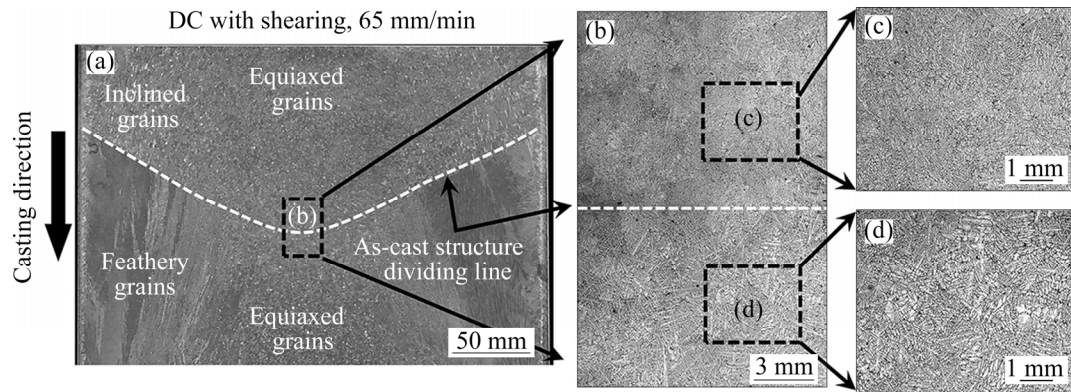 DC with shearing, 65 mm/min
(a)
Equiaxed
grains
Inclined
grains
Casting direction
(b)
Feathery
grains
As-cast structure
dividing line
Equiaxed
grains
50 mm
(b)
(c)
(d)
3 mm
(c)
1 mm
(d)
1 mm